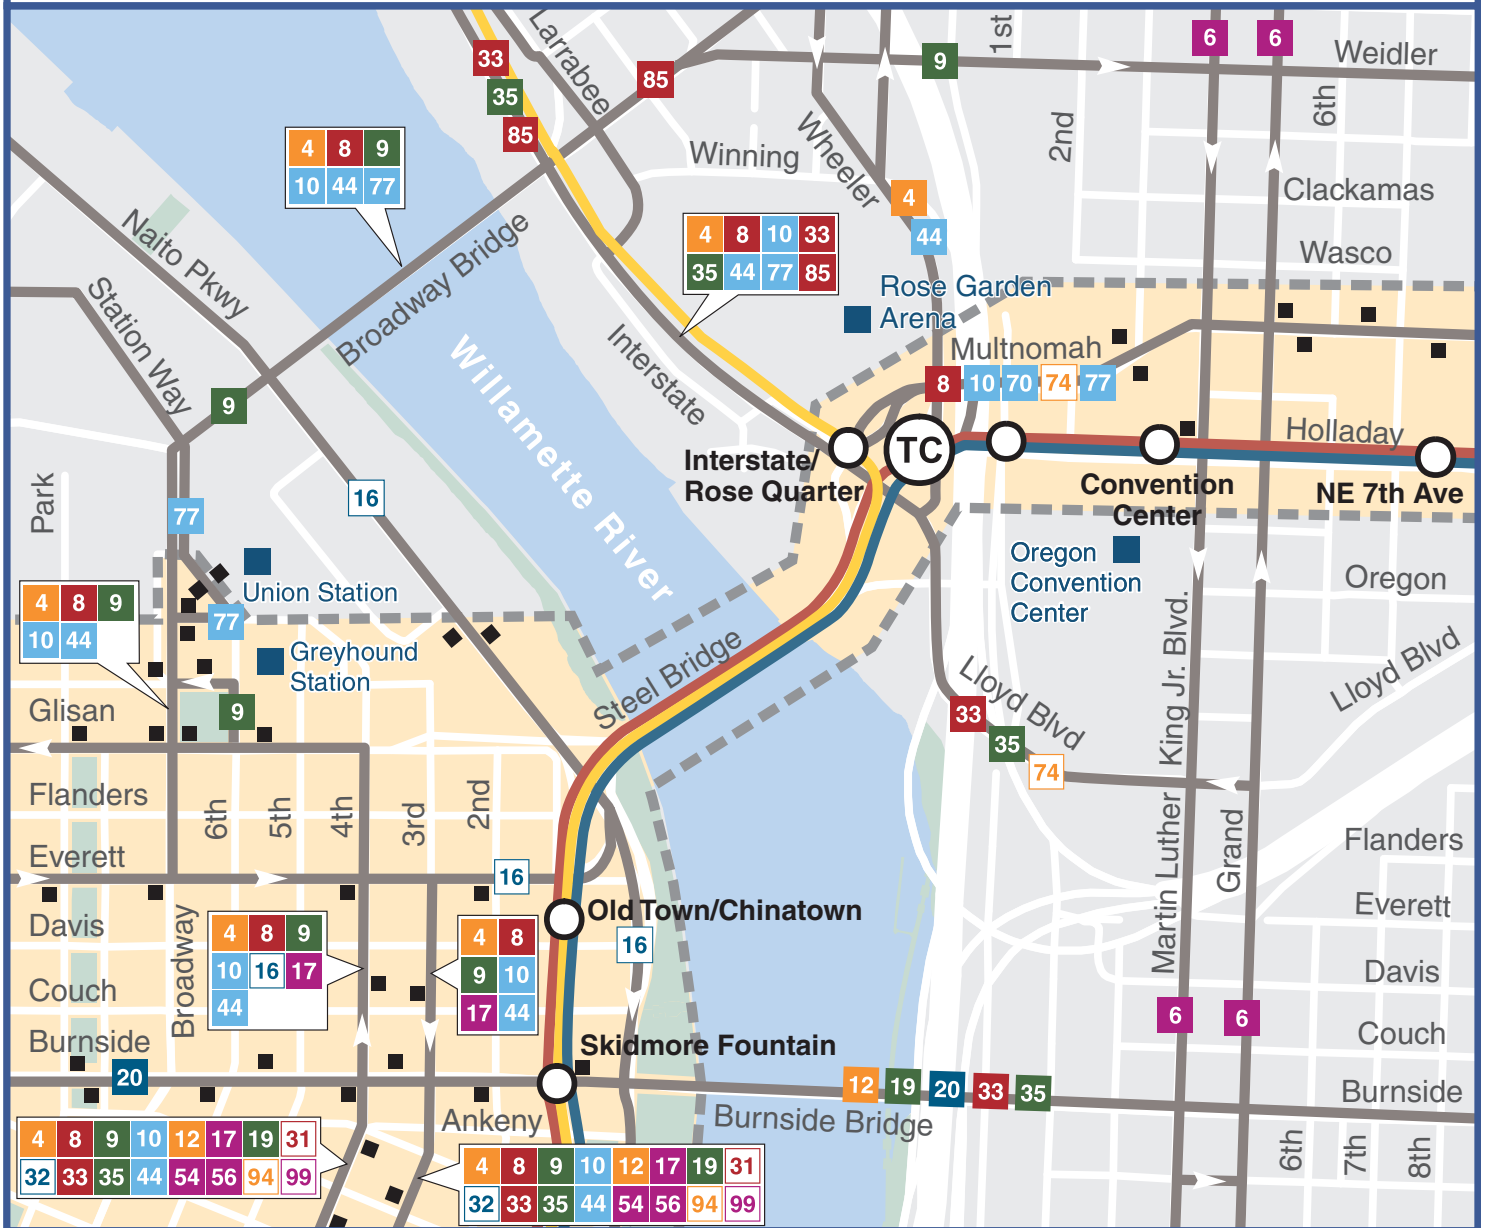 33
35
85
Larrabee
85
9
1st
6
6
Weidler
4 8 9
10 44 77
Winning
Wheeler
2nd
6th
Clackamas
Naito Pkwy
4
44
4 8 10 33
35 44 77 85
Wasco
Station Way
Broadway Bridge
Rose Garden
Arena
Interstate
Willamette River
Multnomah
8 10 70 74 77
9
TC
Holladay
Interstate/
Rose Quarter
Convention
Center
NE 7th Ave
Park
16
77
Union Station
Oregon
Convention
Center
Oregon
4 8 9
10 44
77
Greyhound
Station
Steel Bridge
Lloyd Blvd
Lloyd Blvd
Glisan
9
33
35
74
Martin Luther King Jr. Blvd.
Grand
Flanders
6th
5th
4th
3rd
2nd
Flanders
Everett
16
Everett
Old Town/Chinatown
Davis
Broadway
4 8 9
10 16 17
44
4 8
9 10
17 44
16
Davis
Couch
6
6
Couch
Burnside
Skidmore Fountain
20
12 19 20 33 35
Burnside
Ankeny
Burnside Bridge
4 8 9 10 12 17 19 31
32 33 35 44 54 56 94 99
4 8 9 10 12 17 19 31
32 33 35 44 54 56 94 99
6th
7th
8th